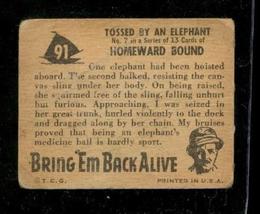 91
TOSSED BY AN ELEPHANT
No. 7 in a Series of 13 Cards of
HOMEWARD BOUND
One elephant had been hoisted
aboard. The second balked, resisting the can-
vas sling under her body. On being raised,
she squirmed free of the sling, falling unhurt
but furious. Approaching, I was seized in
her great trunk, hurled violently to the dock
and dragged along by her chain. My bruises
proved that being an elephant's
medicine ball is hardly sport.
BRING 'EM BACK ALIVE
© T. C. G.
PRINTED IN U.S.A.